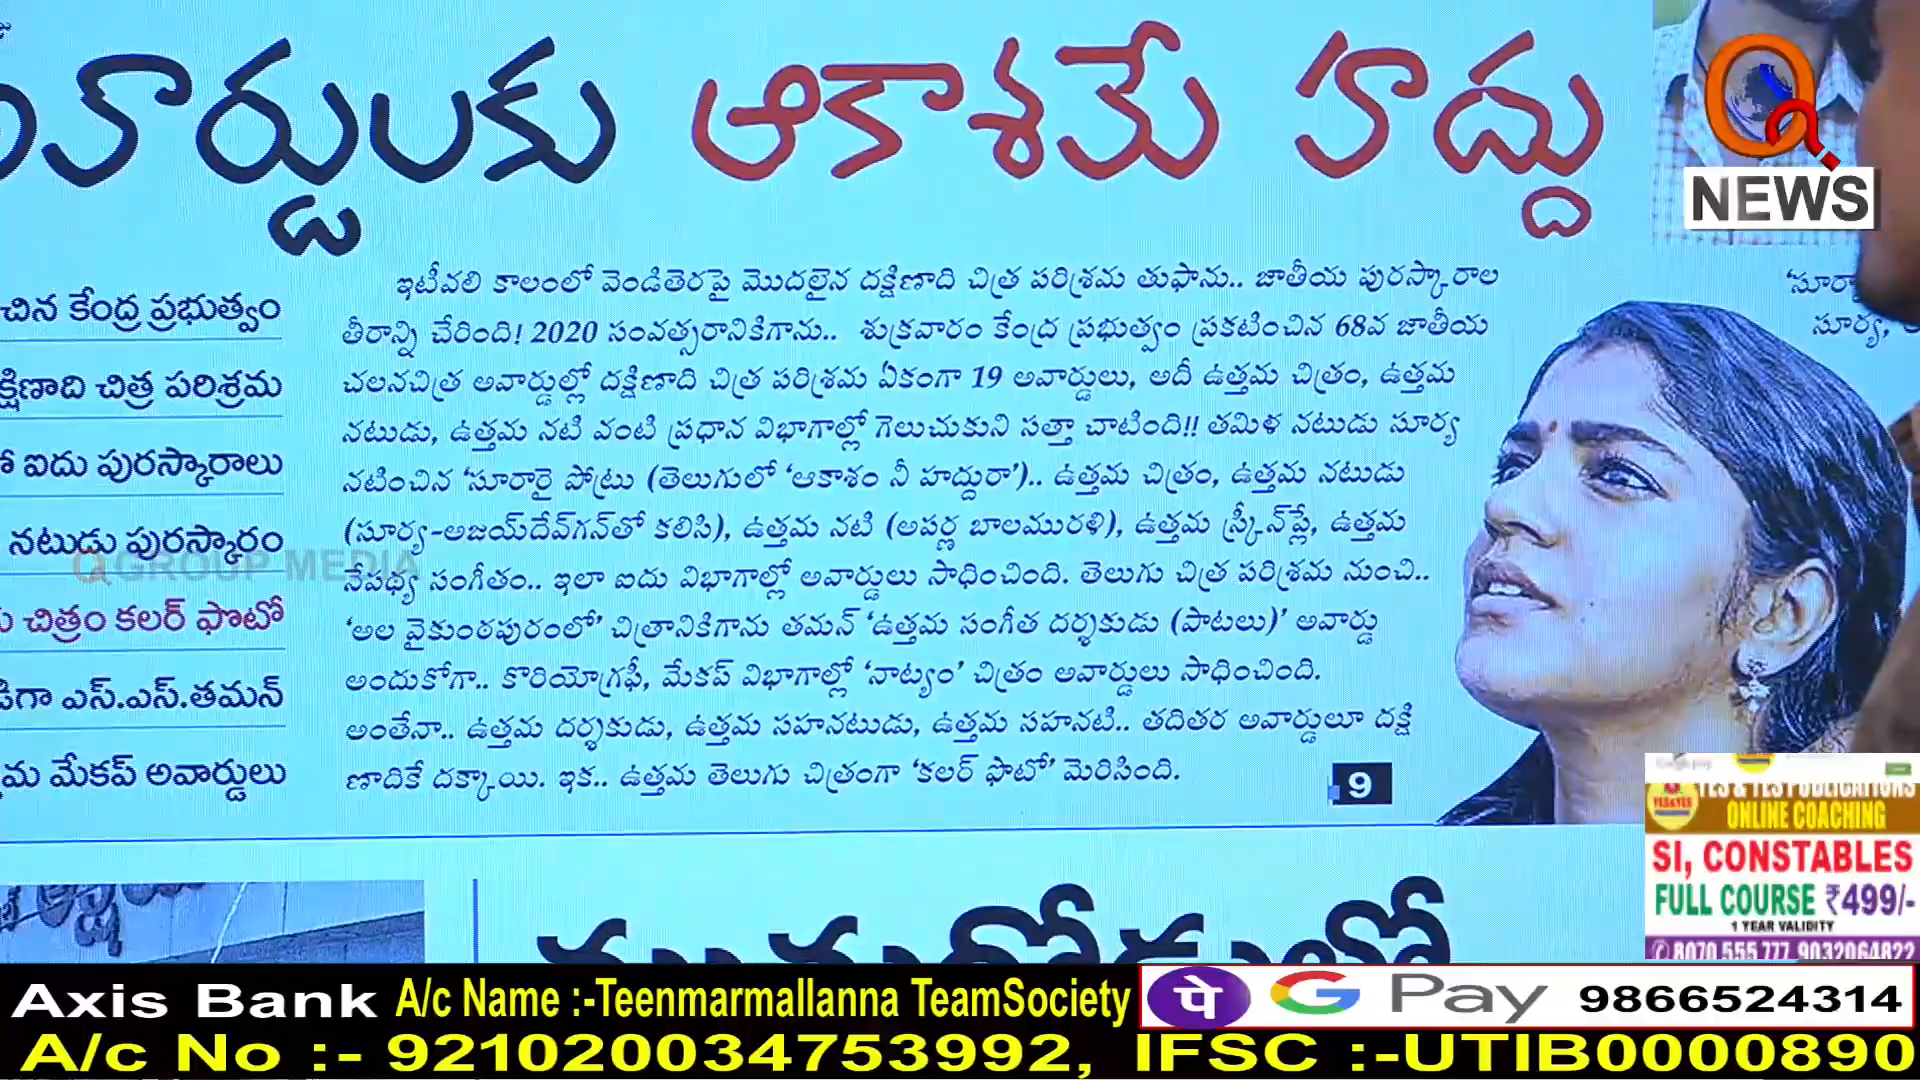 వార్డులకు ఆకాశమే హద్దు
NEWS
చిన కేంద్ర ప్రభుత్వం
క్షిణాది చిత్ర పరిశ్రమ
ఐదు పురస్కారాలు
నటుడు పురస్కారం
చిత్రం కలర్ ఫొటో
డిగా ఎస్.ఎస్.తమన్
మ మేకప్ అవార్డులు
ఇటీవలి కాలంలో వెండితెరపై మొదలైన దక్షిణాది చిత్ర పరిశ్రమ తుఫాను.. జాతీయ పురస్కారాల
తీరాన్ని చేరింది! 2020 సంవత్సరానికిగాను.. శుక్రవారం కేంద్ర ప్రభుత్వం ప్రకటించిన 68వ జాతీయ
చలనచిత్ర అవార్డుల్లో దక్షిణాది చిత్ర పరిశ్రమ ఏకంగా 19 అవార్డులు, అదీ ఉత్తమ చిత్రం, ఉత్తమ
నటుడు, ఉత్తమ నటి వంటి ప్రధాన విభాగాల్లో గెలుచుకుని సత్తా చాటింది!! తమిళ నటుడు సూర్య
నటించిన ‘సూరారై పోట్రు (తెలుగులో ‘ఆకాశం నీ హద్దురా’).. ఉత్తమ చిత్రం, ఉత్తమ నటుడు
(సూర్య-అజయ్‌దేవ్‌గన్‌తో కలిసి), ఉత్తమ నటి (అపర్ణ బాలమురళి), ఉత్తమ స్క్రీన్‌ప్లే, ఉత్తమ
నేపథ్య సంగీతం.. ఇలా ఐదు విభాగాల్లో అవార్డులు సాధించింది. తెలుగు చిత్ర పరిశ్రమ నుంచి..
‘అల వైకుంఠపురంలో’ చిత్రానికిగాను తమన్ ‘ఉత్తమ సంగీత దర్శకుడు (పాటలు)’ అవార్డు
అందుకోగా.. కొరియోగ్రఫీ, మేకప్ విభాగాల్లో ‘నాట్యం’ చిత్రం అవార్డులు సాధించింది.
అంతేనా.. ఉత్తమ దర్శకుడు, ఉత్తమ సహనటుడు, ఉత్తమ సహనటి.. తదితర అవార్డులూ దక్షి
ణాదికే దక్కాయి. ఇక.. ఉత్తమ తెలుగు చిత్రంగా ‘కలర్ ఫొటో’ మెరిసింది.
9
సూర్య,
Q GROUP MEDIA
YES & YES PUBLICATIONS
ONLINE COACHING
SI, CONSTABLES
FULL COURSE ₹499/-
1 YEAR VALIDITY
8070 555 777, 9032064822
Axis Bank A/c Name :-Teenmarmallanna TeamSociety
పే G Pay 9866524314
A/c No :- 921020034753992, IFSC :-UTIB0000890